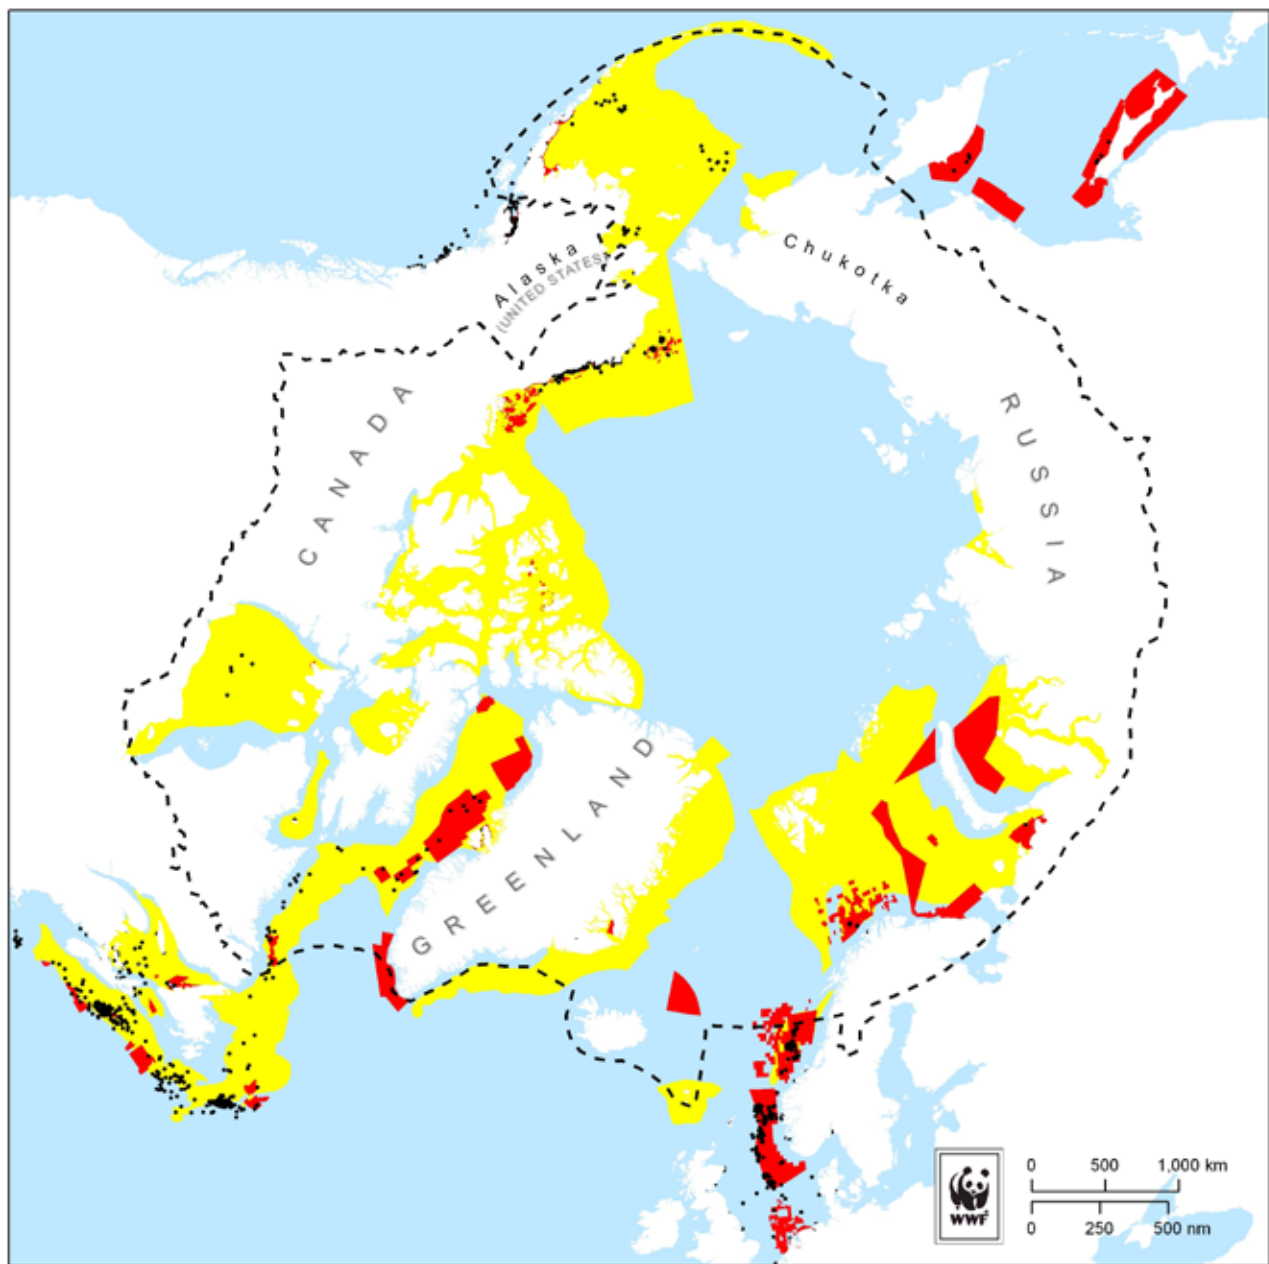 Chukotka
Alaska
(UNITED STATES)
CANADA
RUSSIA
GREENLAND
WWF
0 500 1,000 km
0 250 500 nm